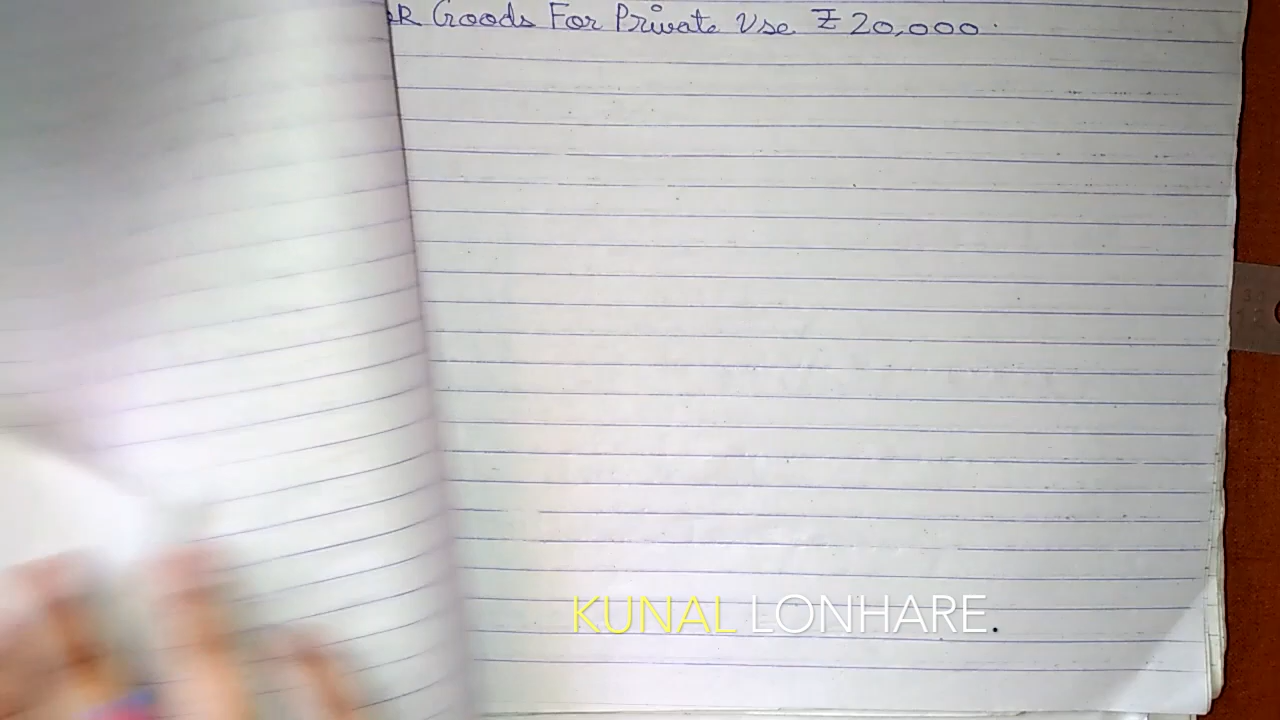 Goods For Private Use ₹ 20,000.
KUNAL LONHARE.